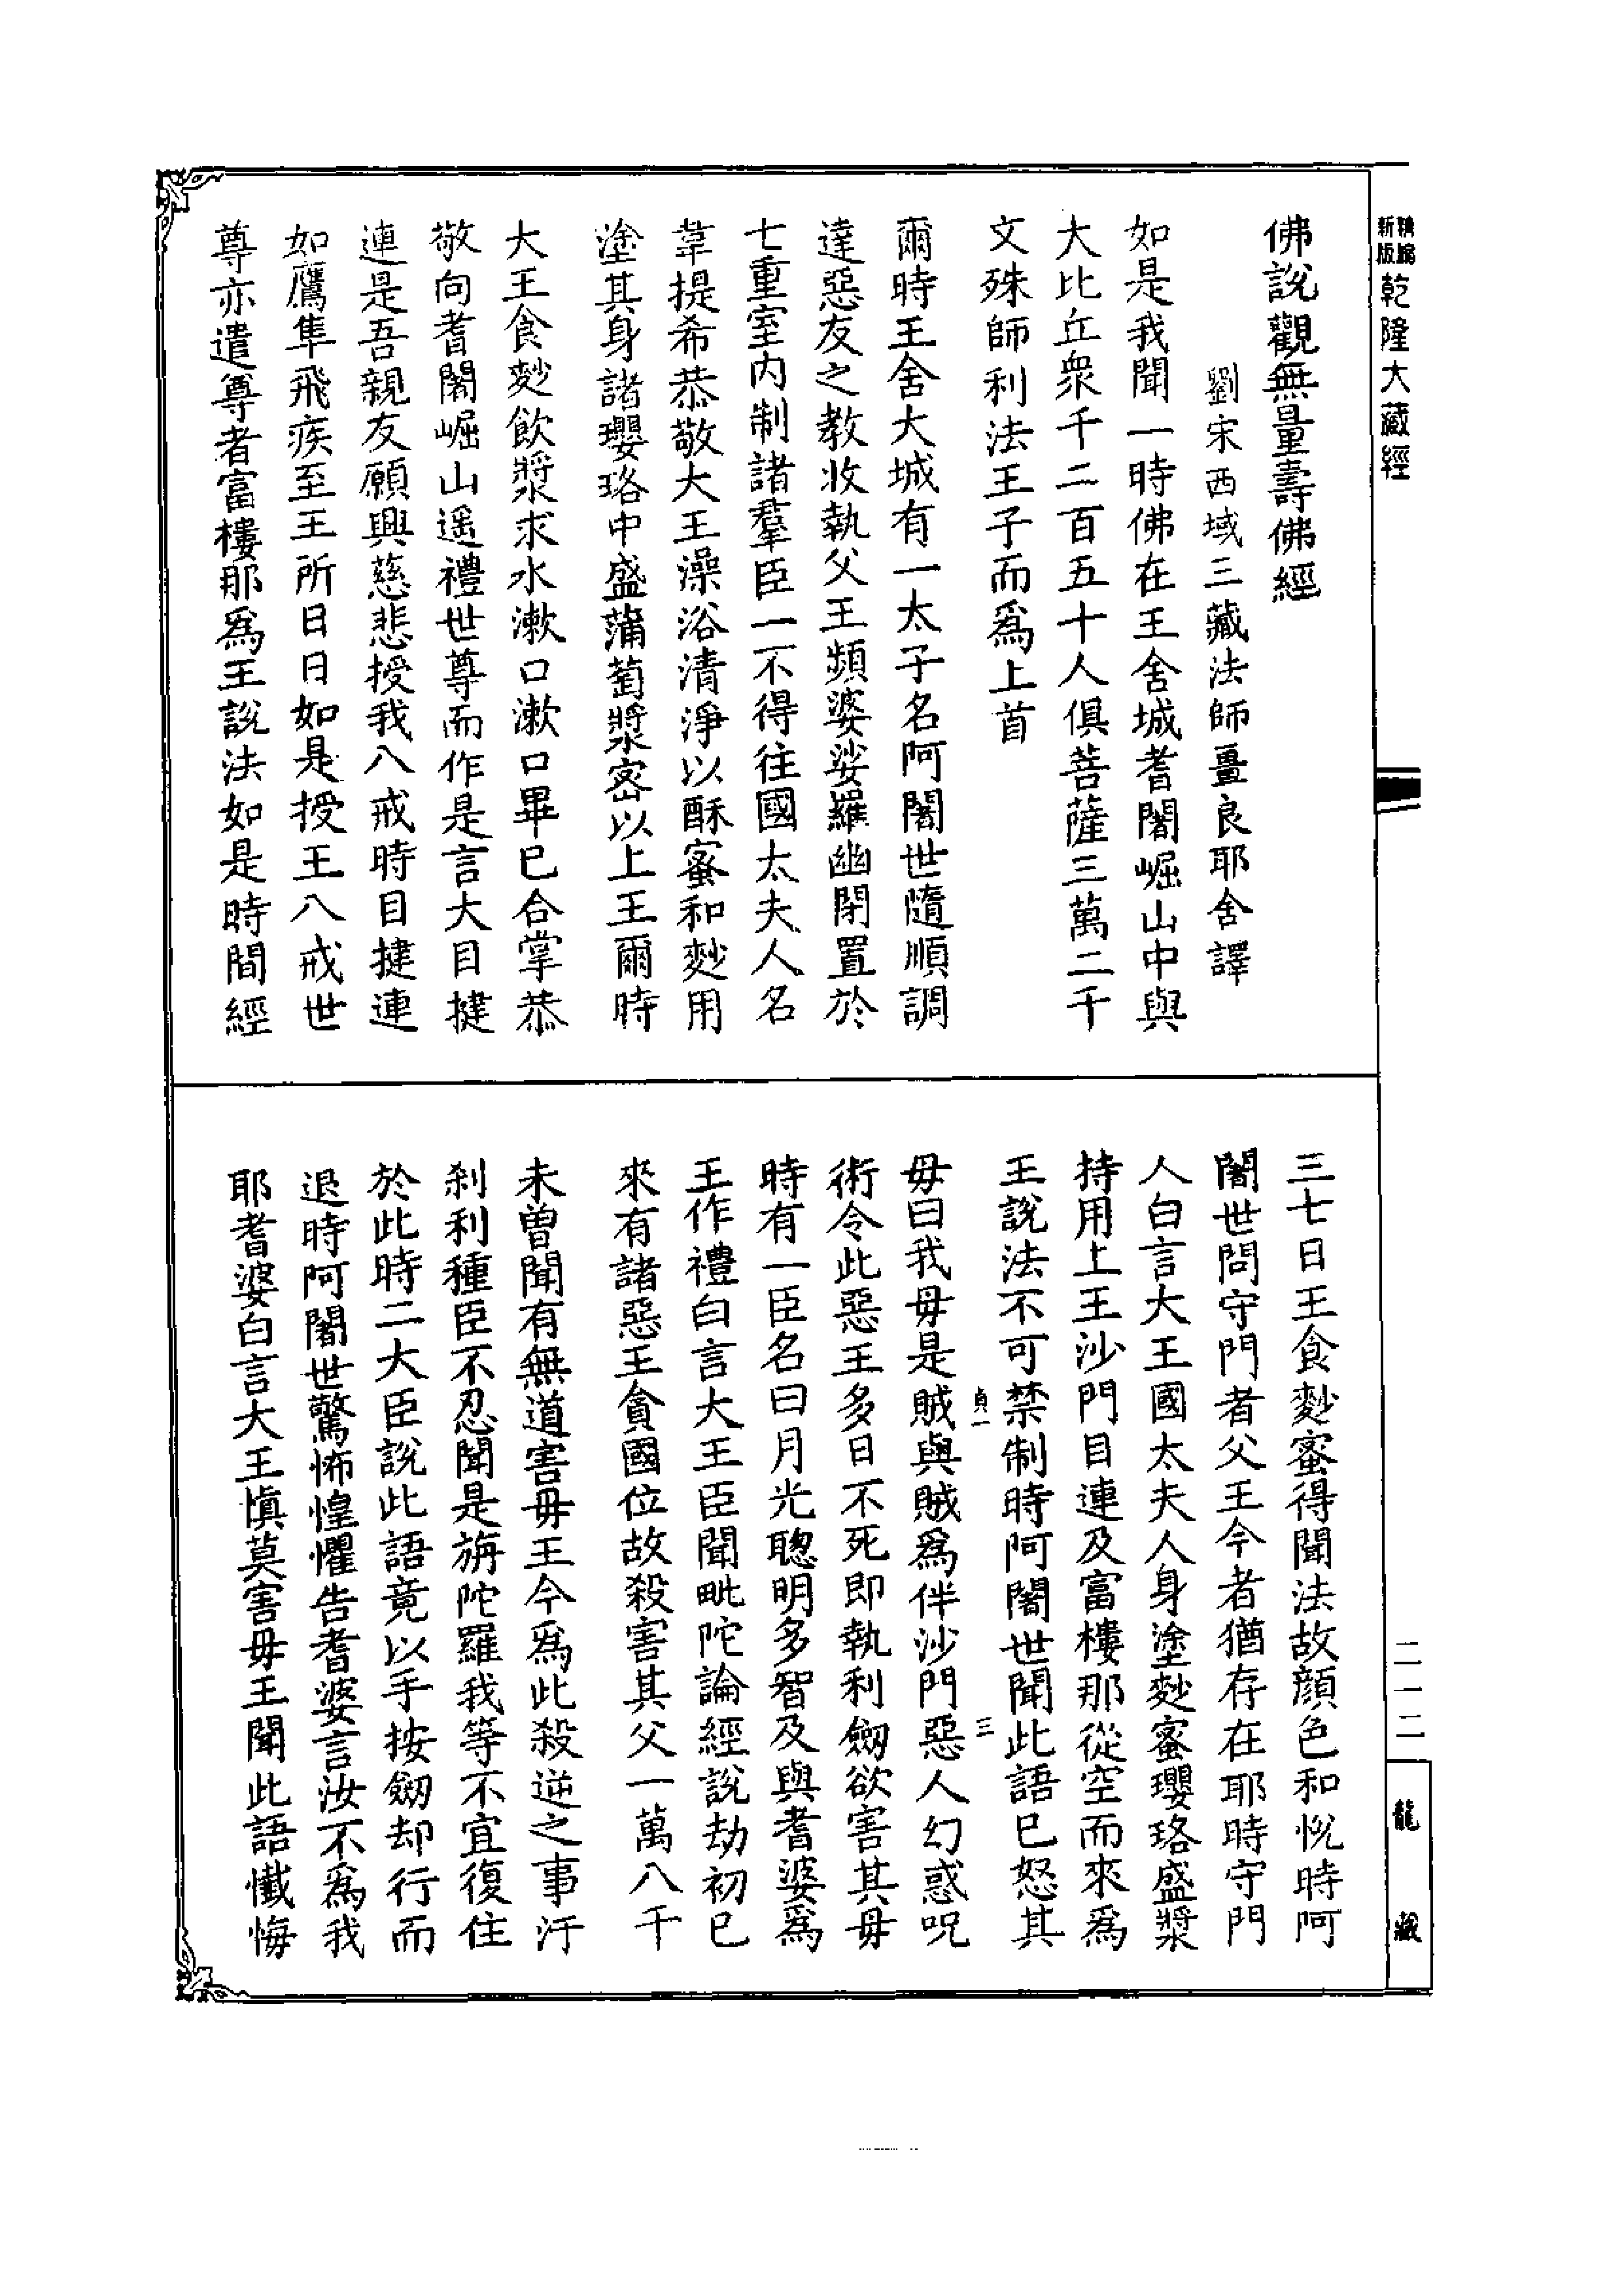 新編縮版乾隆大藏經
佛說觀無量壽佛經
劉宋西域三藏法師畺良耶舍譯
如是我聞一時佛在王舍城耆闍崛山中與
大比丘衆千二百五十人俱菩薩三萬二千
文殊師利法王子而爲上首
爾時王舍大城有一太子名阿闍世隨順調
達惡友之教收執父王頻婆娑羅幽閉置於
七重室內制諸羣臣一不得往國太夫人名
韋提希恭敬大王澡浴清淨以酥蜜和麨用
塗其身諸瓔珞中盛蒲萄漿密以上王爾時
大王食麨飲漿求水漱口漱口畢已合掌恭
敬向耆闍崛山遥禮世尊而作是言大目揵
連是吾親友願興慈悲授我八戒時目揵連
如鷹隼飛疾至王所日日如是授王八戒世
尊亦遣尊者富樓那爲王說法如是時間經
三七日王食麨蜜得聞法故顔色和悅時阿
闍世問守門者父王今者猶存在耶時守門
人白言大王國太夫人身塗麨蜜瓔珞盛漿
持用上王沙門目連及富樓那從空而來爲
王說法不可禁制時阿闍世聞此語已怒其
貞一
三
母曰我母是賊與賊爲伴沙門惡人幻惑呪
術令此惡王多日不死即執利劒欲害其母
時有一臣名曰月光聰明多智及與耆婆爲
王作禮白言大王臣聞毗陀論經說劫初已
來有諸惡王貪國位故殺害其父一萬八千
未曽聞有無道害母王今爲此殺逆之事汙
刹利種臣不忍聞是旃陀羅我等不宜復住
於此時二大臣說此語竟以手按劒却行而
退時阿闍世驚怖惶懼告耆婆言汝不爲我
耶耆婆白言大王慎莫害母王聞此語懺悔
二一二
龍藏